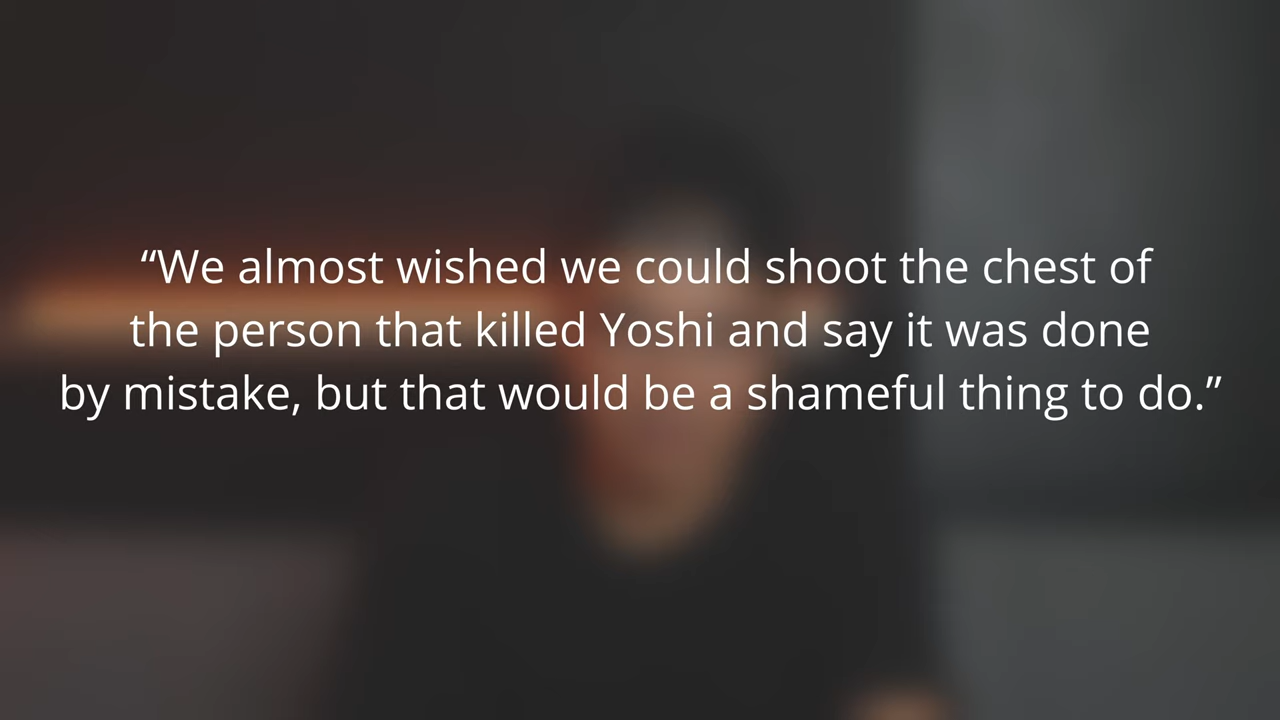 “We almost wished we could shoot the chest of
the person that killed Yoshi and say it was done
by mistake, but that would be a shameful thing to do.”